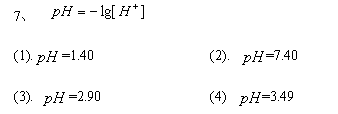 7、 pH = −lg[ H⁺]
(1). pH =1.40 (2). pH=7.40
(3). pH =2.90 (4) pH=3.49